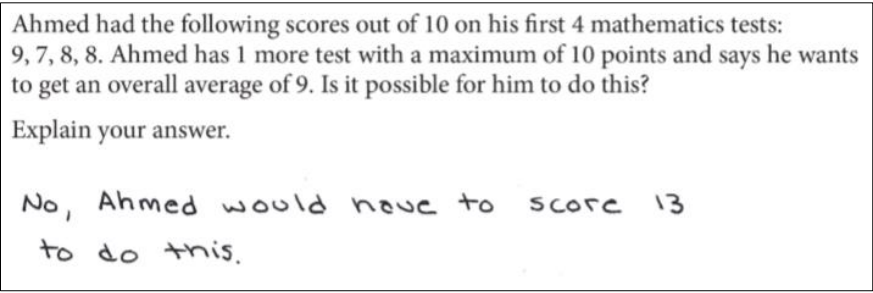 Ahmed had the following scores out of 10 on his first 4 mathematics tests:
9, 7, 8, 8. Ahmed has 1 more test with a maximum of 10 points and says he wants
to get an overall average of 9. Is it possible for him to do this?
Explain your answer.
No, Ahmed would have to score 13
to do this.